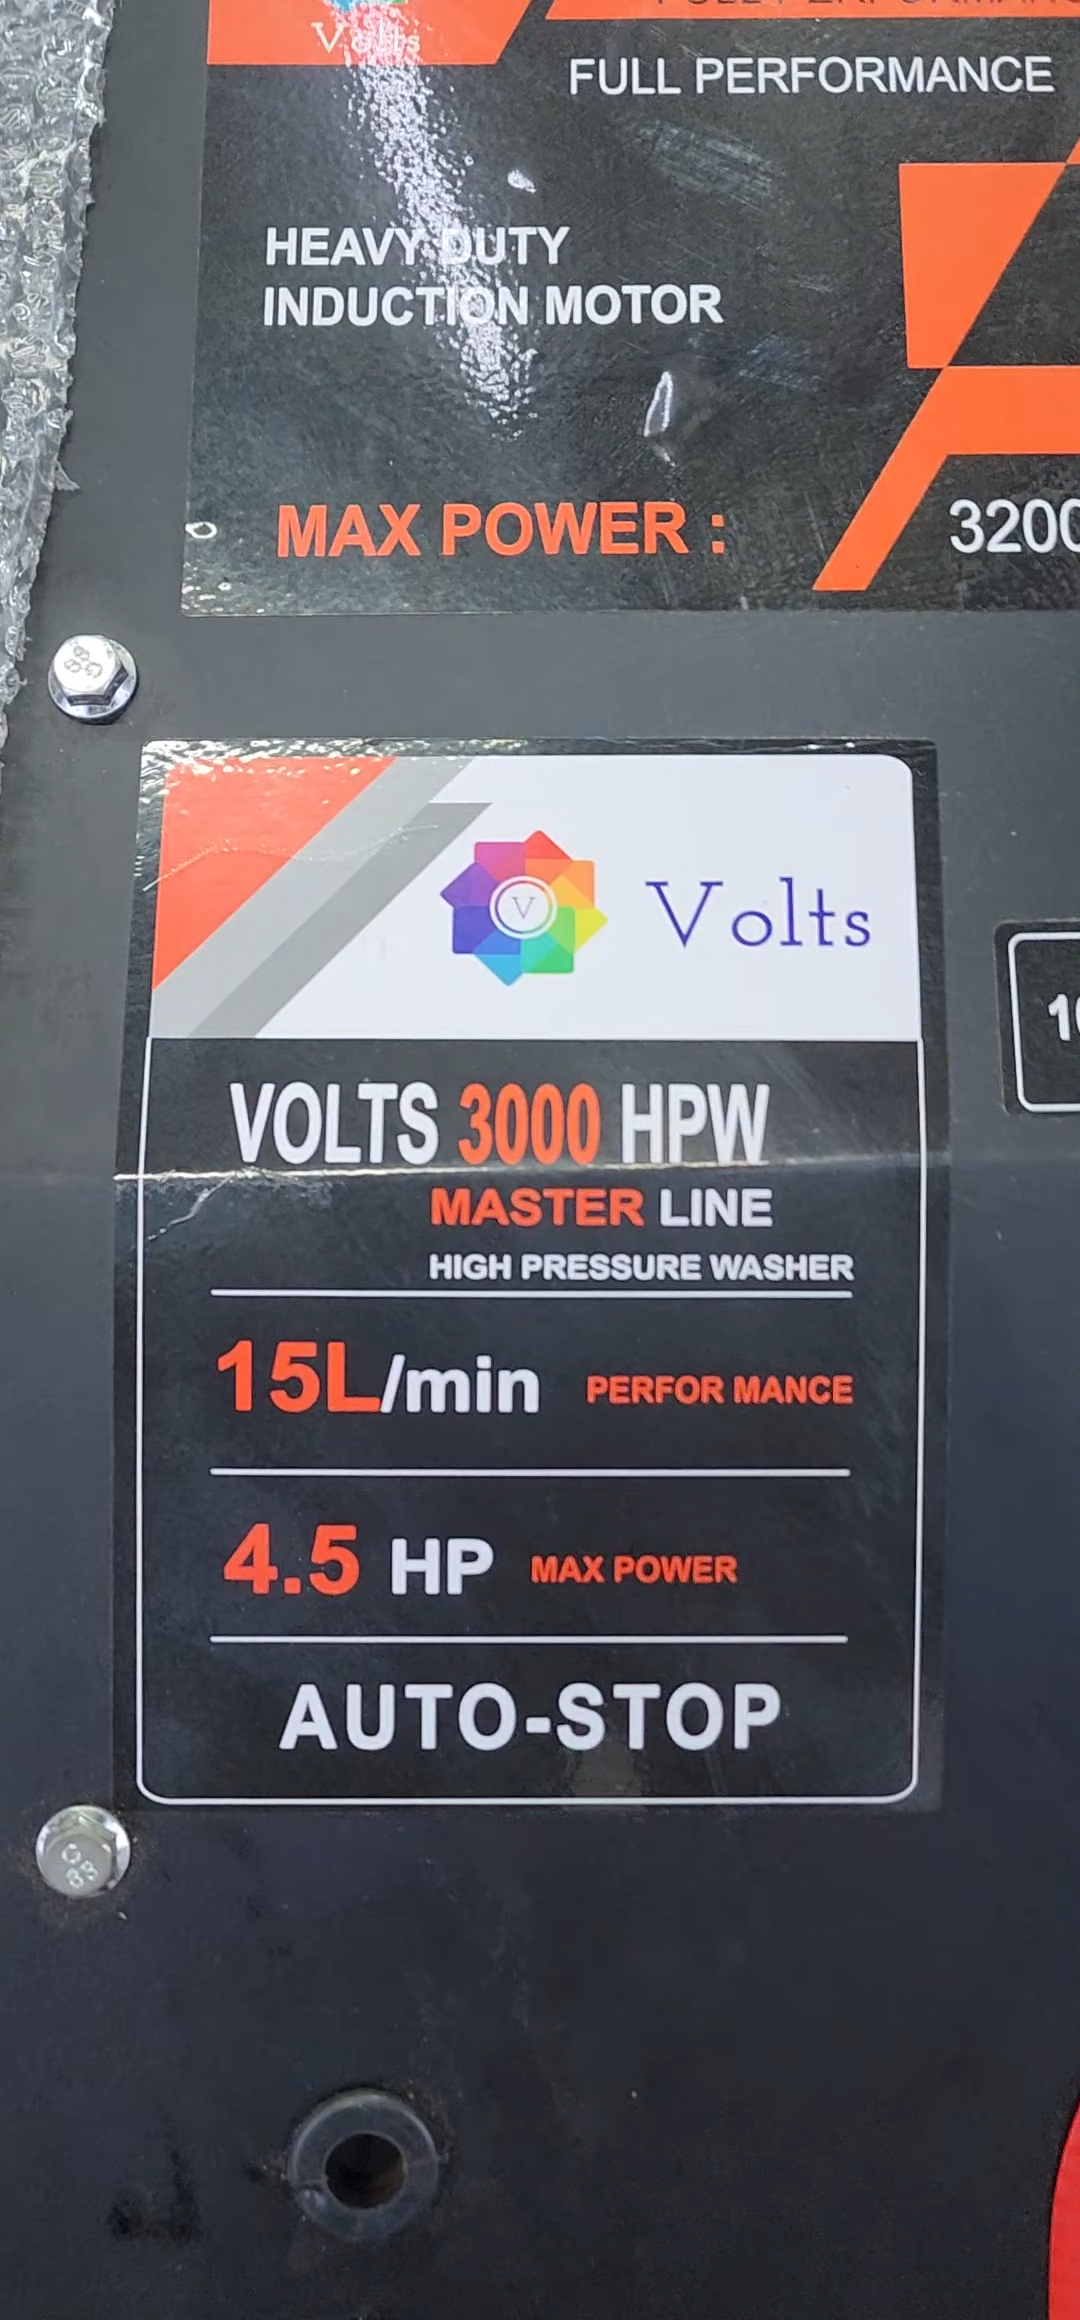 Volts
FULL PERFORMANCE
HEAVY DUTY
INDUCTION MOTOR
MAX POWER : 3200
V Volts
VOLTS 3000 HPW
MASTER LINE
HIGH PRESSURE WASHER
15L/min PERFOR MANCE
4.5 HP MAX POWER
AUTO-STOP